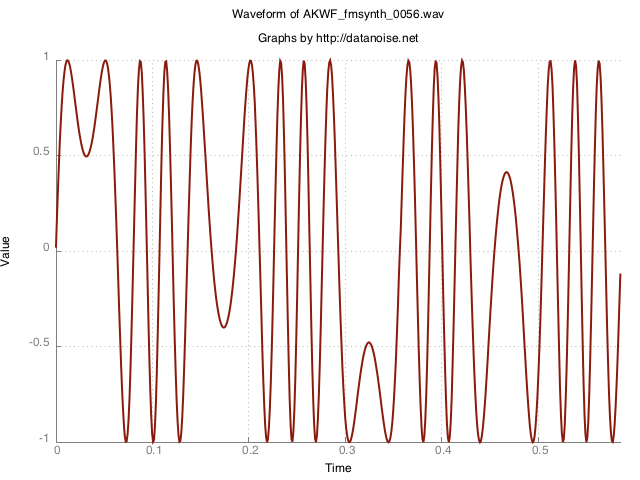 Waveform of AKWF_fmsynth_0056.wav
Graphs by http://datanoise.net
1
0.5
0
-0.5
-1
Value
0 0.1 0.2 0.3 0.4 0.5
Time